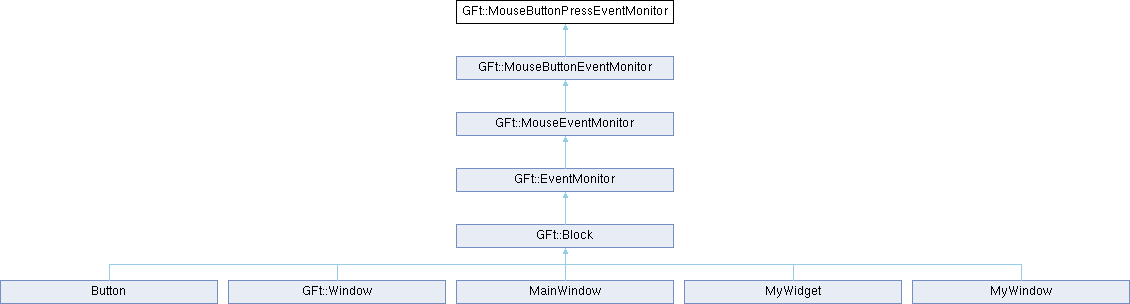 GFt::MouseButtonPressEventMonitor
GFt::MouseButtonEventMonitor
GFt::MouseEventMonitor
GFt::EventMonitor
GFt::Block
Button
GFt::Window
MainWindow
MyWidget
MyWindow